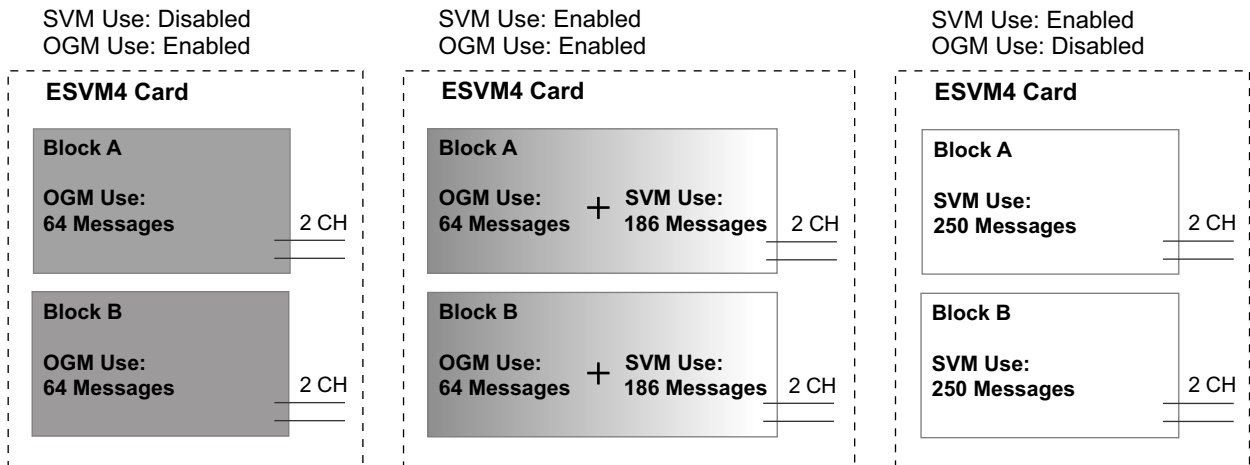 SVM Use: Disabled
OGM Use: Enabled
ESVM4 Card
Block A
OGM Use:
64 Messages
2 CH
Block B
OGM Use:
64 Messages
2 CH
SVM Use: Enabled
OGM Use: Enabled
ESVM4 Card
Block A
OGM Use:
64 Messages
+
SVM Use:
186 Messages
2 CH
Block B
OGM Use:
64 Messages
+
SVM Use:
186 Messages
2 CH
SVM Use: Enabled
OGM Use: Disabled
ESVM4 Card
Block A
SVM Use:
250 Messages
2 CH
Block B
SVM Use:
250 Messages
2 CH